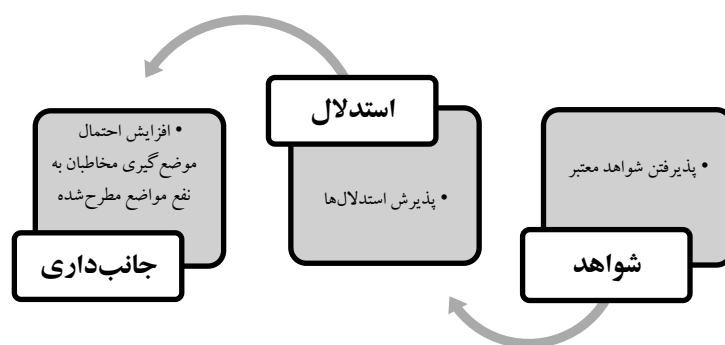 • پذیرفتن شواهد معتبر
شواهد
استدلال
• پذیرش استدلال‌ها
• افزایش احتمال
موضع‌گیری مخاطبان به
نفع مواضع مطرح‌شده
جانب‌داری